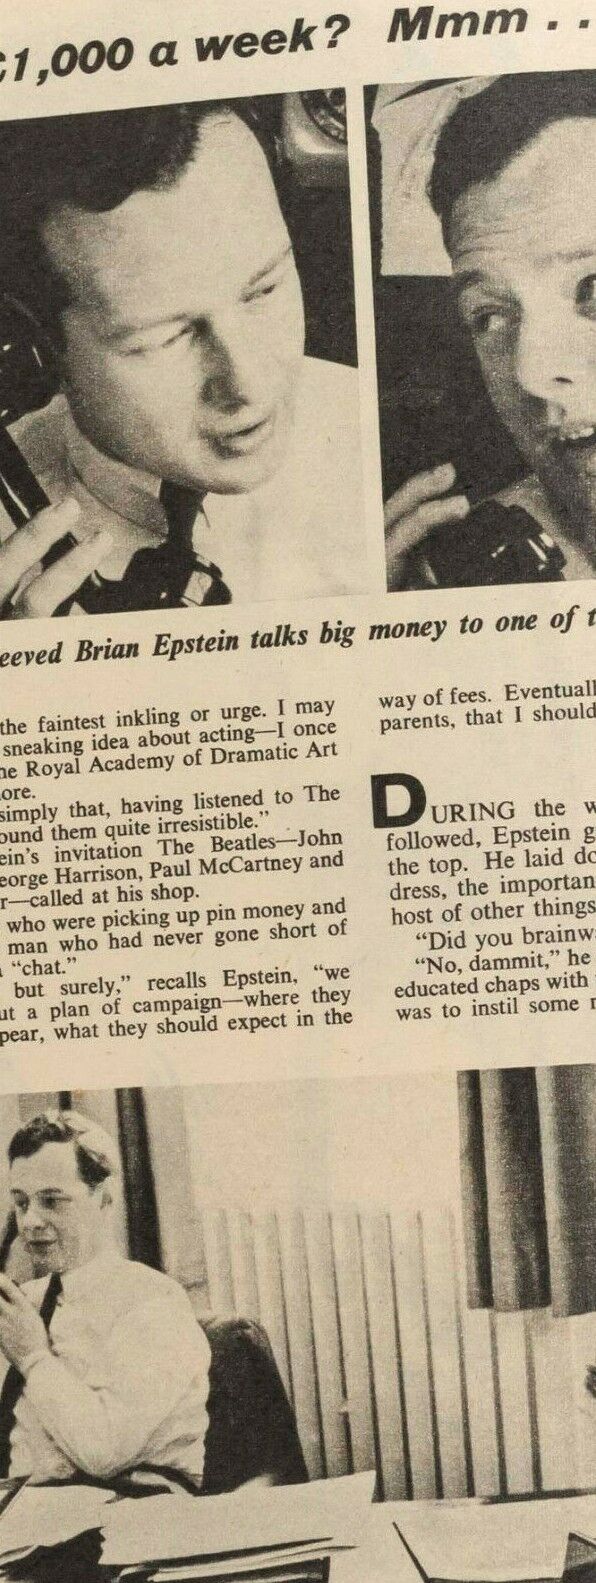 £1,000 a week? Mmm . .
eeved Brian Epstein talks big money to one of t
the faintest inkling or urge. I may
sneaking idea about acting—I once
he Royal Academy of Dramatic Art
ore.
simply that, having listened to The
ound them quite irresistible."
ein's invitation The Beatles—John
eorge Harrison, Paul McCartney and
r—called at his shop.
who were picking up pin money and
man who had never gone short of
"chat."
but surely," recalls Epstein, "we
ut a plan of campaign—where they
pear, what they should expect in the
way of fees. Eventuall
parents, that I should
DURING the w
followed, Epstein g
the top. He laid do
dress, the importan
host of other things
"Did you brainw
"No, dammit," he
educated chaps with
was to instil some